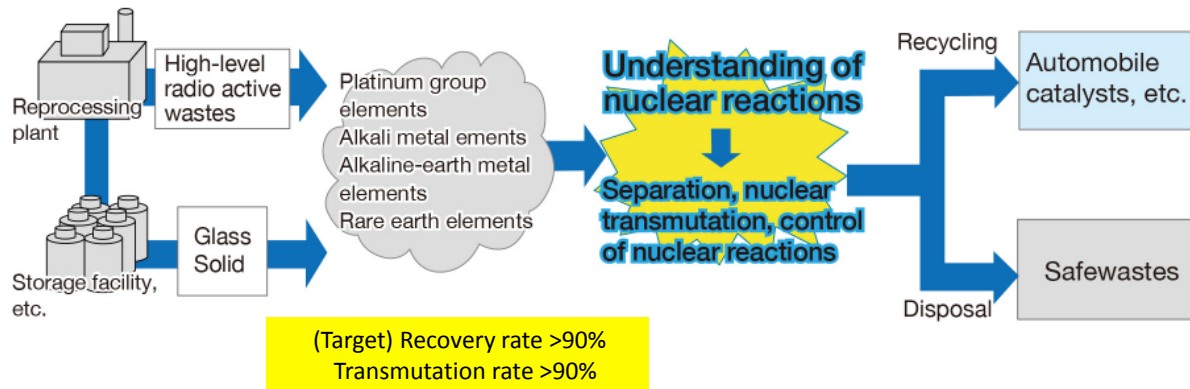 Reprocessing
plant
High-level
radio active
wastes
Storage facility,
etc.
Glass
Solid
Platinum group
elements
Alkali metal ements
Alkaline-earth metal
elements
Rare earth elements
Understanding of
nuclear reactions
Separation, nuclear
transmutation, control
of nuclear reactions
Recycling
Automobile
catalysts, etc.
Disposal
Safewastes
(Target) Recovery rate >90%
Transmutation rate >90%